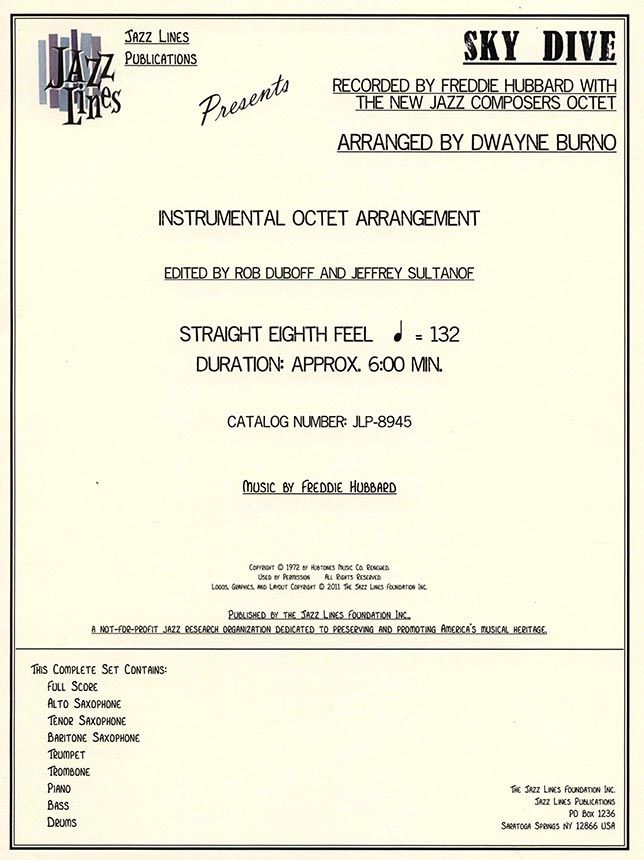 Jazz Lines
Jazz Lines
Publications
Presents
SKY DIVE
RECORDED BY FREDDIE HUBBARD WITH
THE NEW JAZZ COMPOSERS OCTET
ARRANGED BY DWAYNE BURNO
INSTRUMENTAL OCTET ARRANGEMENT
EDITED BY ROB DUBOFF AND JEFFREY SULTANOF
STRAIGHT EIGHTH FEEL ♩ = 132
DURATION: APPROX. 6:00 MIN.
CATALOG NUMBER: JLP-8945
Music by Freddie Hubbard
Copyright © 1972 by Hubtones Music Co. Renewed.
Used by Permission All Rights Reserved
Logos, Graphics, and Layout Copyright © 2011 The Jazz Lines Foundation Inc.
Published by the Jazz Lines Foundation Inc.,
a not-for-profit jazz research organization dedicated to preserving and promoting America's musical heritage.
This Complete Set Contains:
Full Score
Alto Saxophone
Tenor Saxophone
Baritone Saxophone
Trumpet
Trombone
Piano
Bass
Drums
The Jazz Lines Foundation Inc.
Jazz Lines Publications
PO Box 1236
Saratoga Springs NY 12866 USA